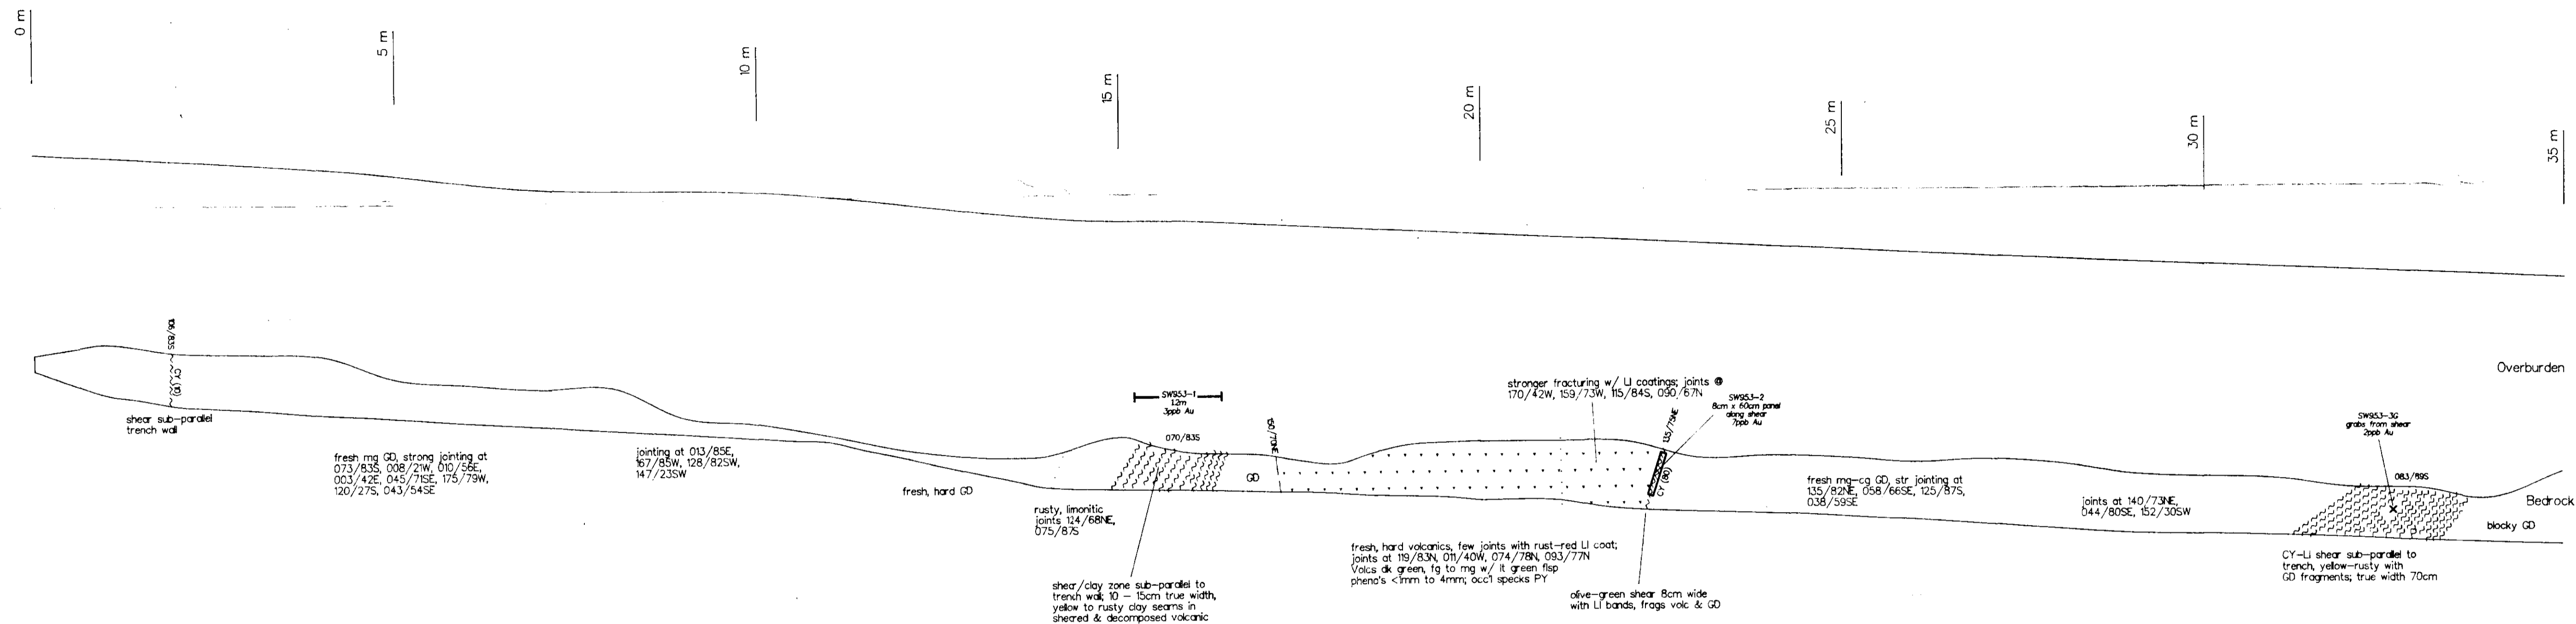 0 m
5 m
10 m
15 m
20 m
25 m
30 m
35 m
106/83S
CY (10)
shear sub-parallel
trench wall
fresh mg GD, strong jointing at
073/83S, 008/21W, 010/56E,
003/42E, 045/71SE, 175/79W,
120/27S, 043/54SE
jointing at 013/85E,
167/85W, 128/82SW,
147/23SW
fresh, hard GD
rusty, limonitic
joints 124/68NE,
075/87S
SW953-1
1.2m
3ppb Au
070/83S
shear/clay zone sub-parallel to
trench wall; 10 - 15cm true width,
yellow to rusty clay seams in
sheared & decomposed volcanic
GD
150/70NE
fresh, hard volcanics, few joints with rust-red LI coat;
joints at 119/83N, 011/40W, 074/78N, 093/77N
Volcs dk green, fg to mg w/ lt green flsp
pheno's <1mm to 4mm; occ'l specks PY
stronger fracturing w/ LI coatings; joints @
170/42W, 159/73W, 115/84S, 090/67N
135/75NE
CY (80)
SW953-2
8cm x 60cm panel
along shear
7ppb Au
olive-green shear 8cm wide
with LI bands, frags volc & GD
fresh mg-cg GD, str jointing at
135/82NE, 058/66SE, 125/87S,
038/59SE
joints at 140/73NE,
044/80SE, 152/30SW
SW953-3G
grabs from shear
2ppb Au
083/89S
CY-LI shear sub-parallel to
trench, yellow-rusty with
GD fragments; true width 70cm
Overburden
Bedrock
blocky GD